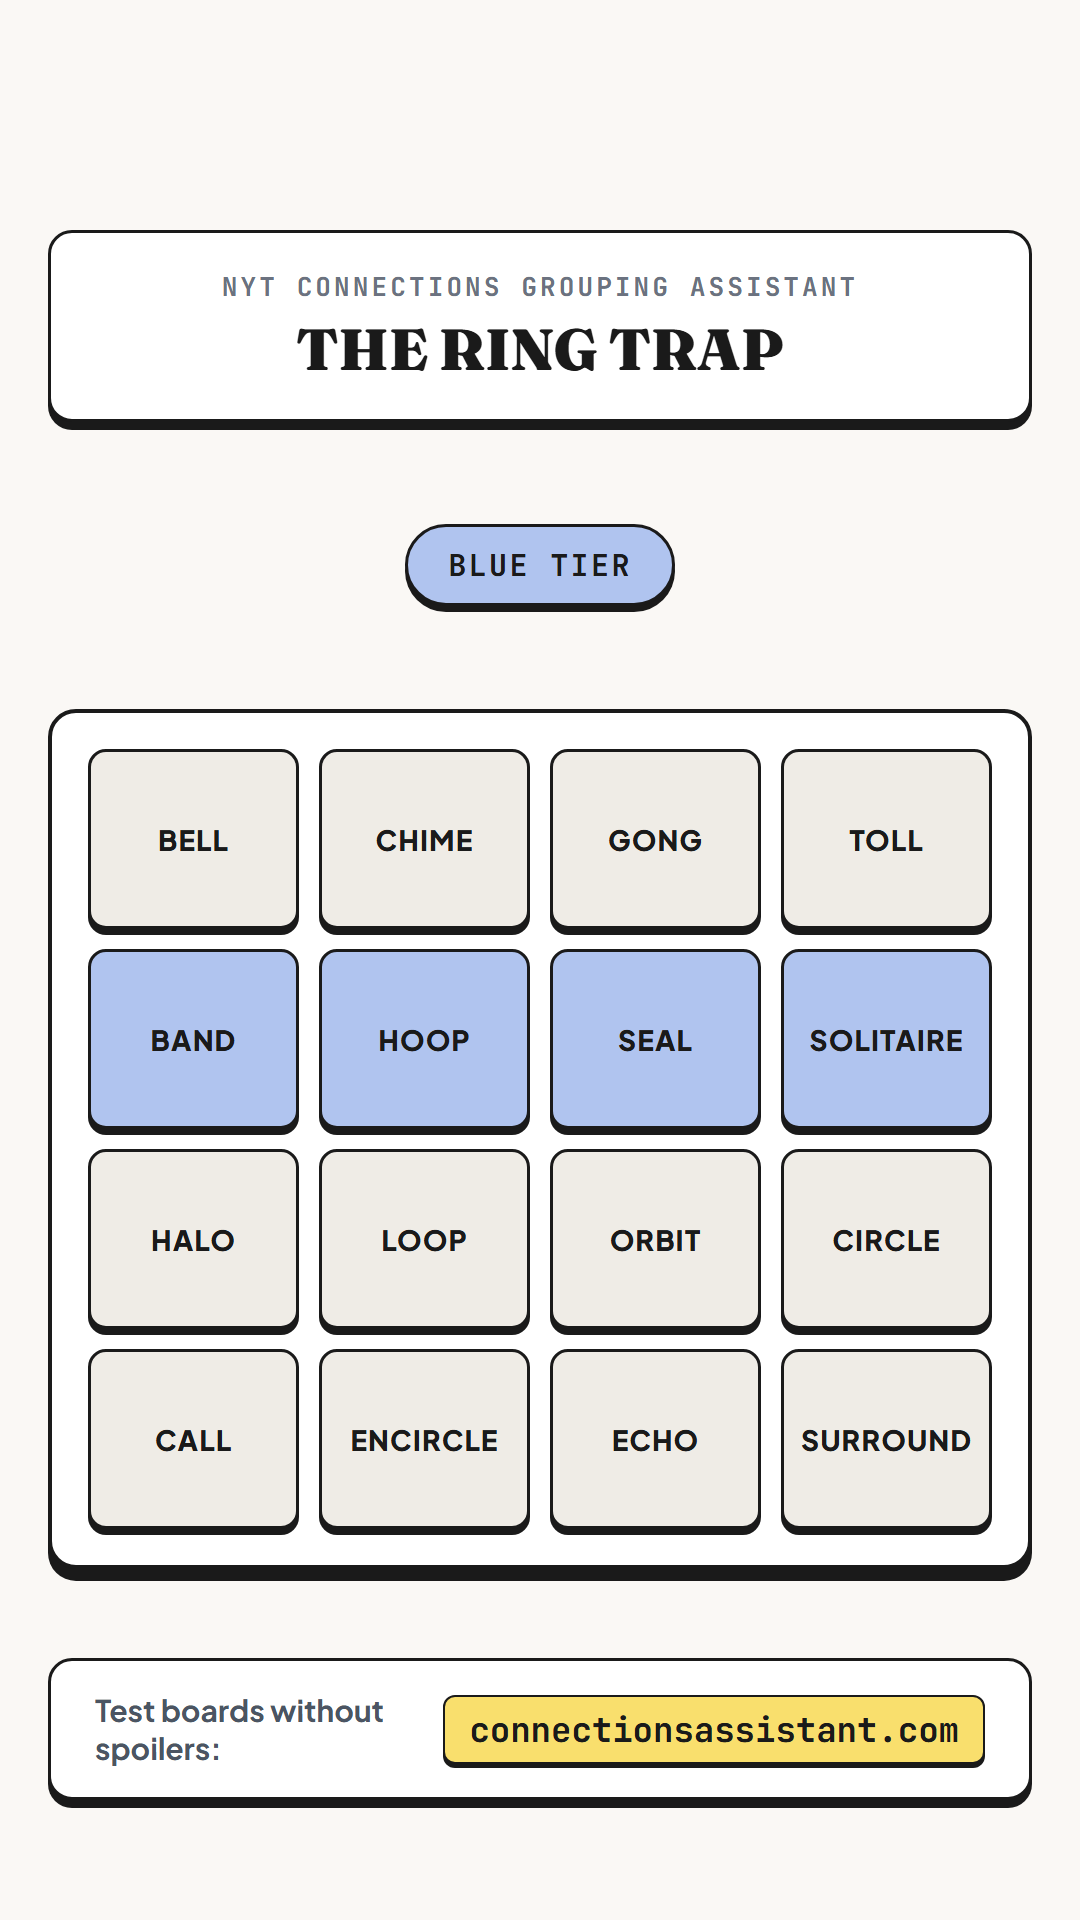 NYT CONNECTIONS GROUPING ASSISTANT
THE RING TRAP
BLUE TIER
BELL CHIME GONG TOLL
BAND HOOP SEAL SOLITAIRE
HALO LOOP ORBIT CIRCLE
CALL ENCIRCLE ECHO SURROUND
Test boards without
spoilers:
connectionsassistant.com